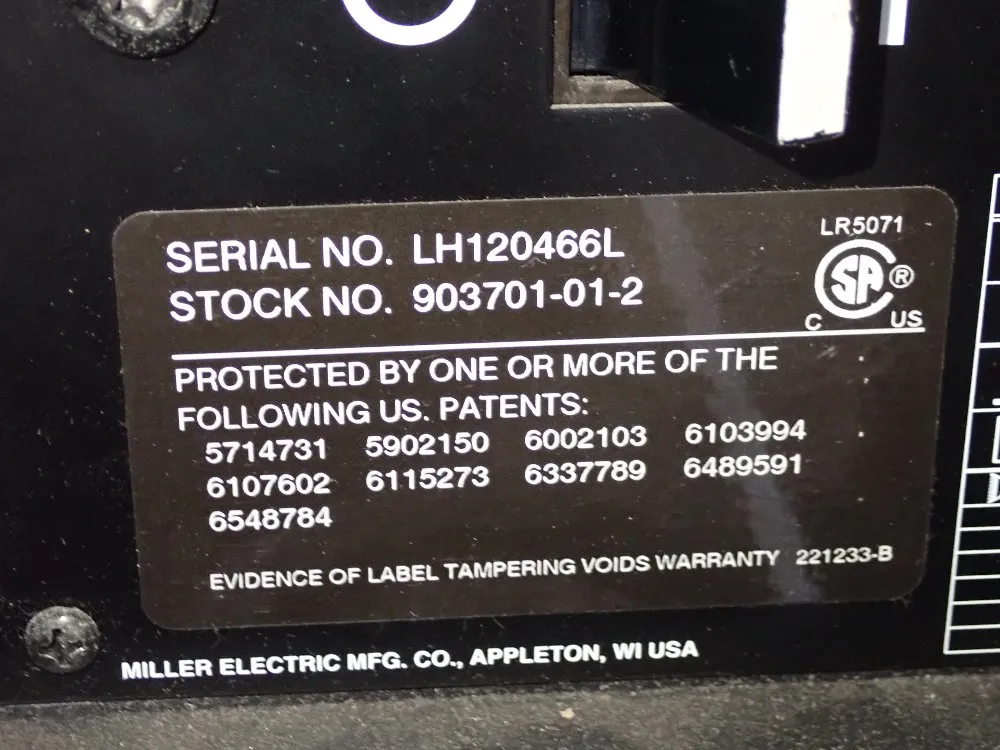 SERIAL NO. LH120466L
STOCK NO. 903701-01-2
LR5071
SA ®
C US
PROTECTED BY ONE OR MORE OF THE
FOLLOWING US. PATENTS:
5714731 5902150 6002103 6103994
6107602 6115273 6337789 6489591
6548784
EVIDENCE OF LABEL TAMPERING VOIDS WARRANTY 221233-B
MILLER ELECTRIC MFG. CO., APPLETON, WI USA